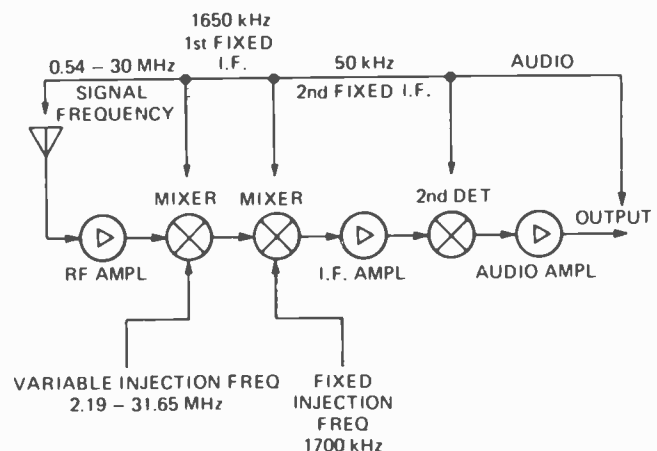 1650 kHz
1st FIXED
I.F.
0.54 – 30 MHz
SIGNAL
FREQUENCY
50 kHz
2nd FIXED I.F.
AUDIO
MIXER
MIXER
2nd DET
OUTPUT
RF AMPL
I.F. AMPL
AUDIO AMPL
VARIABLE INJECTION FREQ
2.19 – 31.65 MHz
FIXED
INJECTION
FREQ
1700 kHz